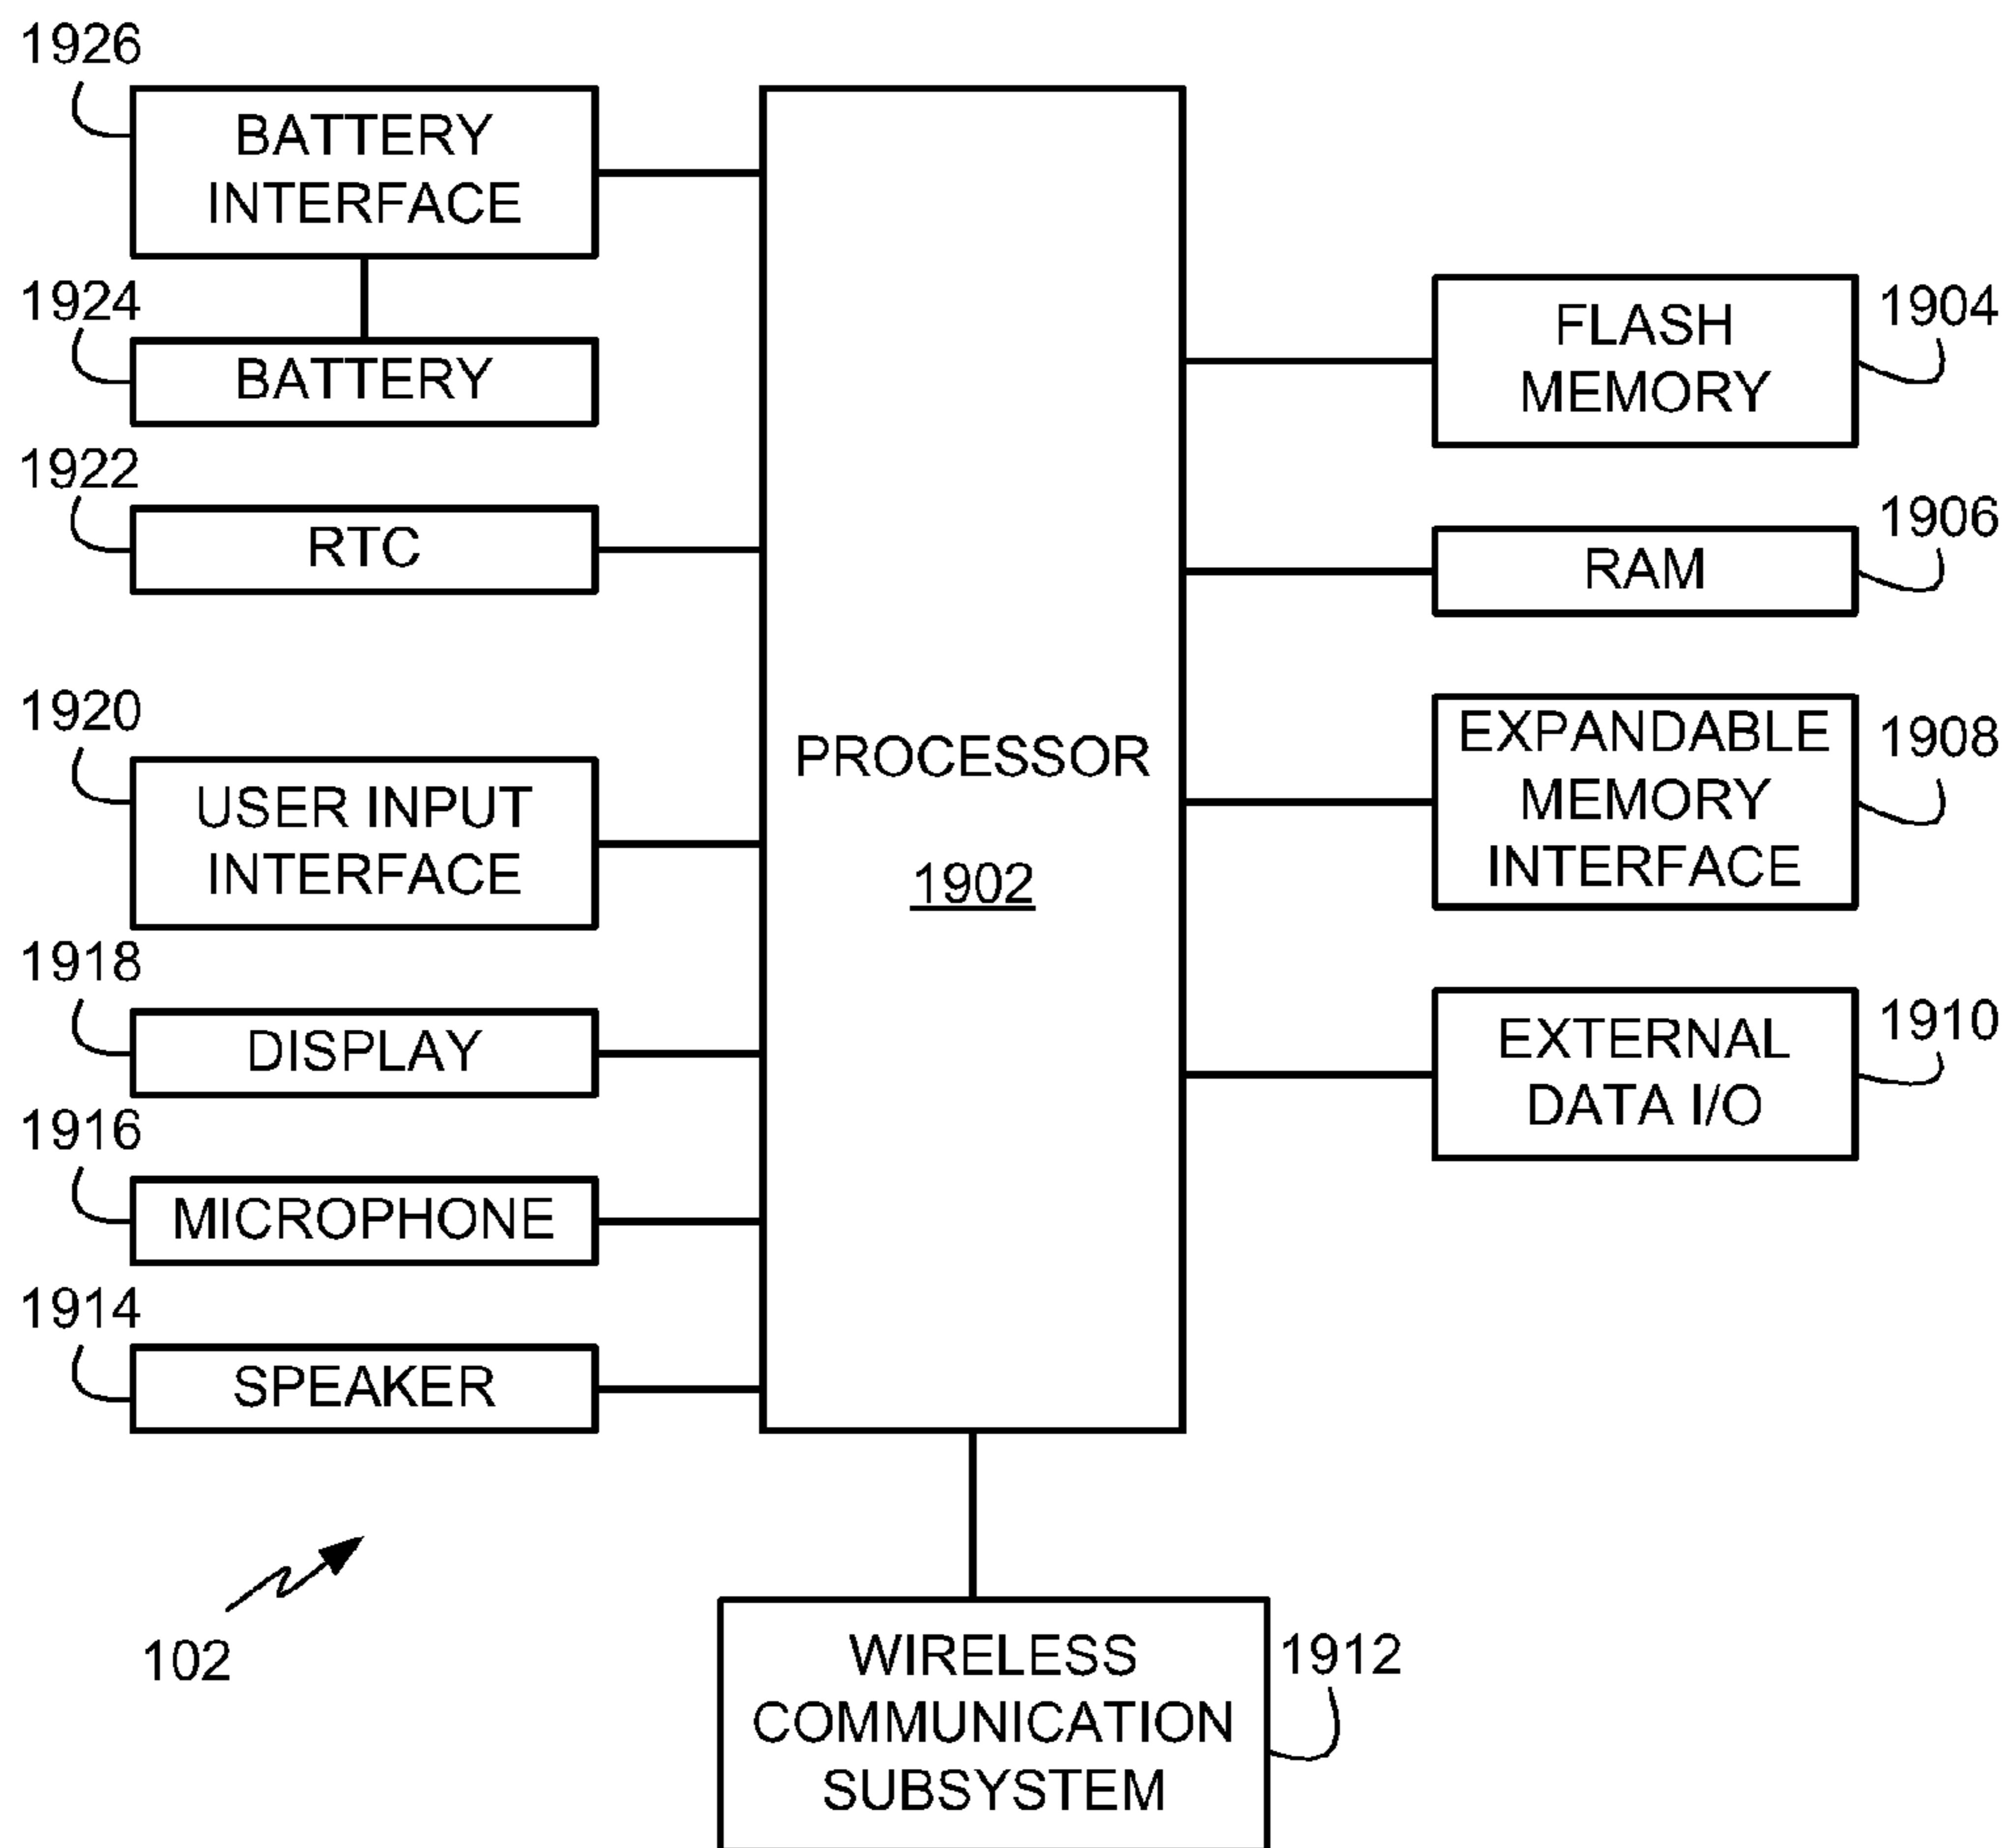 1926
BATTERY
INTERFACE
1924
BATTERY
1922
RTC
1920
USER INPUT
INTERFACE
1918
DISPLAY
1916
MICROPHONE
1914
SPEAKER
102
PROCESSOR
1902
FLASH
MEMORY
1904
RAM
1906
EXPANDABLE
MEMORY
INTERFACE
1908
EXTERNAL
DATA I/O
1910
WIRELESS
COMMUNICATION
SUBSYSTEM
1912